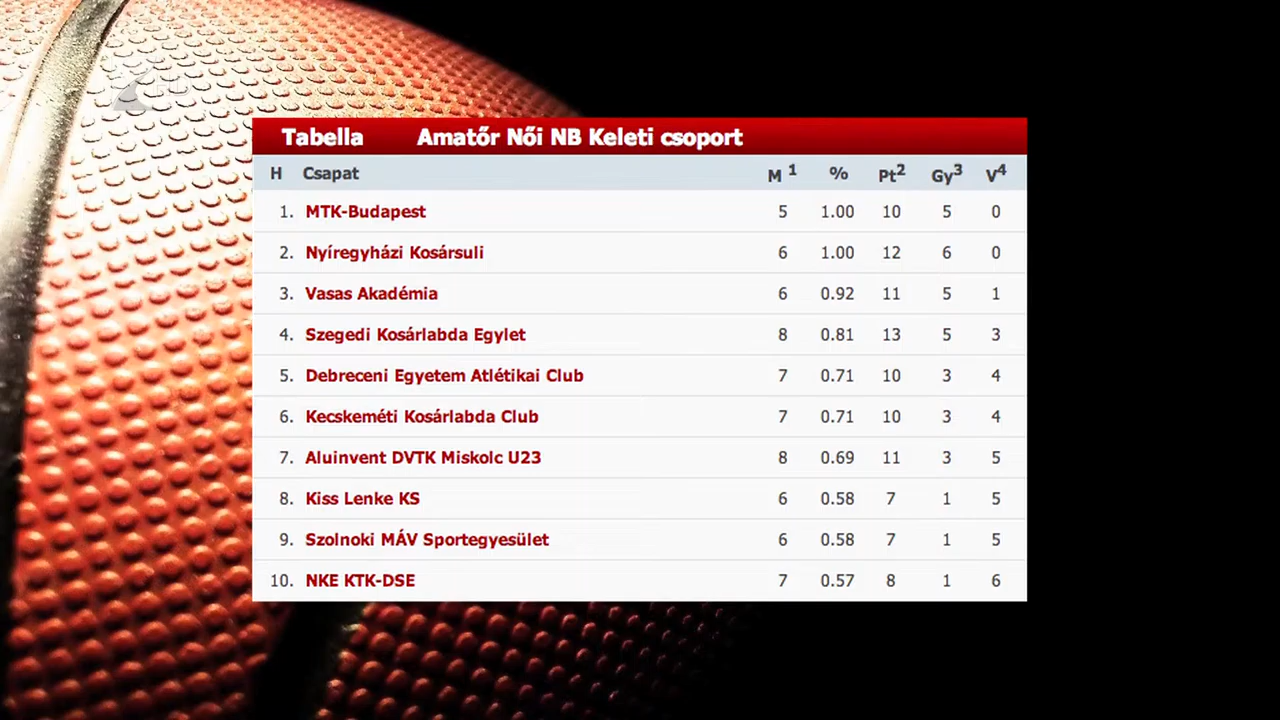 Tabella Amatőr Női NB Keleti csoport
H Csapat M 1 % Pt2 Gy3 V4
1. MTK-Budapest 5 1.00 10 5 0
2. Nyíregyházi Kosársuli 6 1.00 12 6 0
3. Vasas Akadémia 6 0.92 11 5 1
4. Szegedi Kosárlabda Egylet 8 0.81 13 5 3
5. Debreceni Egyetem Atlétikai Club 7 0.71 10 3 4
6. Kecskeméti Kosárlabda Club 7 0.71 10 3 4
7. Aluinvent DVTK Miskolc U23 8 0.69 11 3 5
8. Kiss Lenke KS 6 0.58 7 1 5
9. Szolnoki MÁV Sportegyesület 6 0.58 7 1 5
10. NKE KTK-DSE 7 0.57 8 1 6